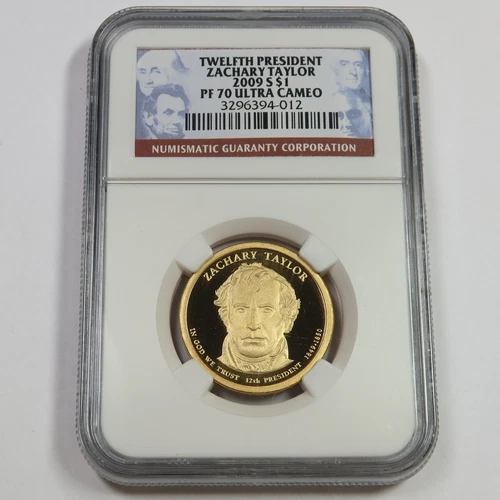 TWELFTH PRESIDENT
ZACHARY TAYLOR
2009 S $1
PF 70 ULTRA CAMEO
3296394-012
NUMISMATIC GUARANTY CORPORATION
ZACHARY TAYLOR
IN GOD WE TRUST 12th PRESIDENT 1849-1850